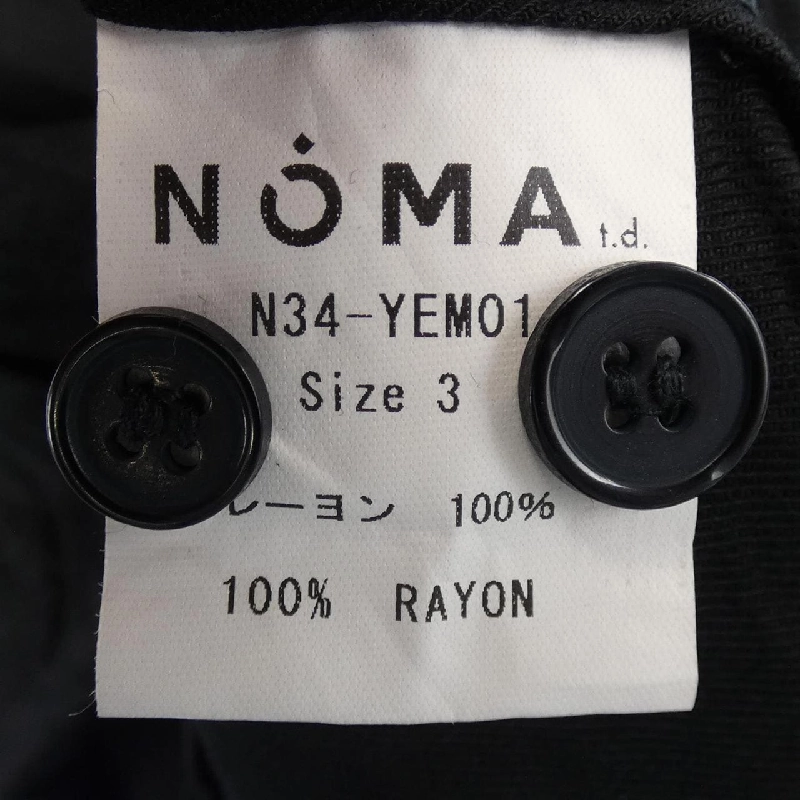 NOMA t.d.
N34-YEM01
Size 3
レーヨン 100%
100% RAYON